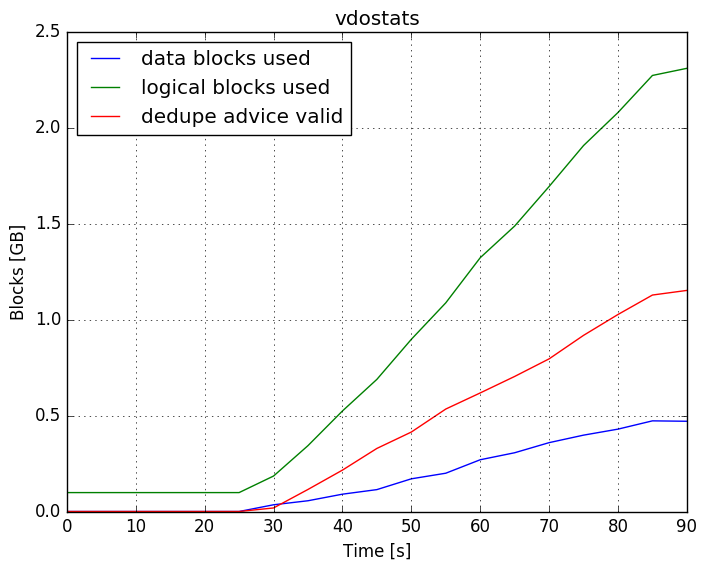 vdostats
data blocks used
logical blocks used
dedupe advice valid
Blocks [GB]
2.5
2.0
1.5
1.0
0.5
0.0
0 10 20 30 40 50 60 70 80 90
Time [s]